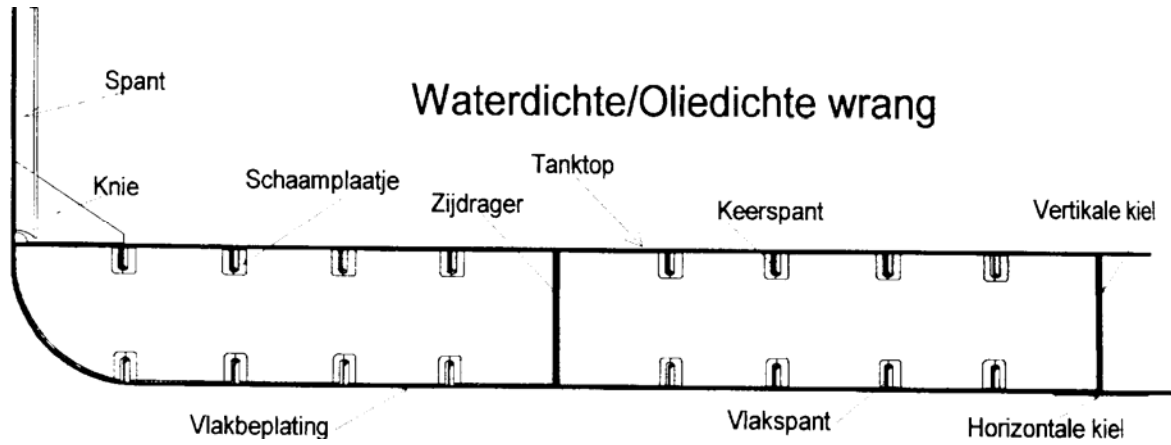 Spant
Waterdichte/Oliedichte wrang
Knie
Schaamplaatje
Tanktop
Zijdrager
Keerspant
Vertikale kiel
Vlakbeplating
Vlakspant
Horizontale kiel